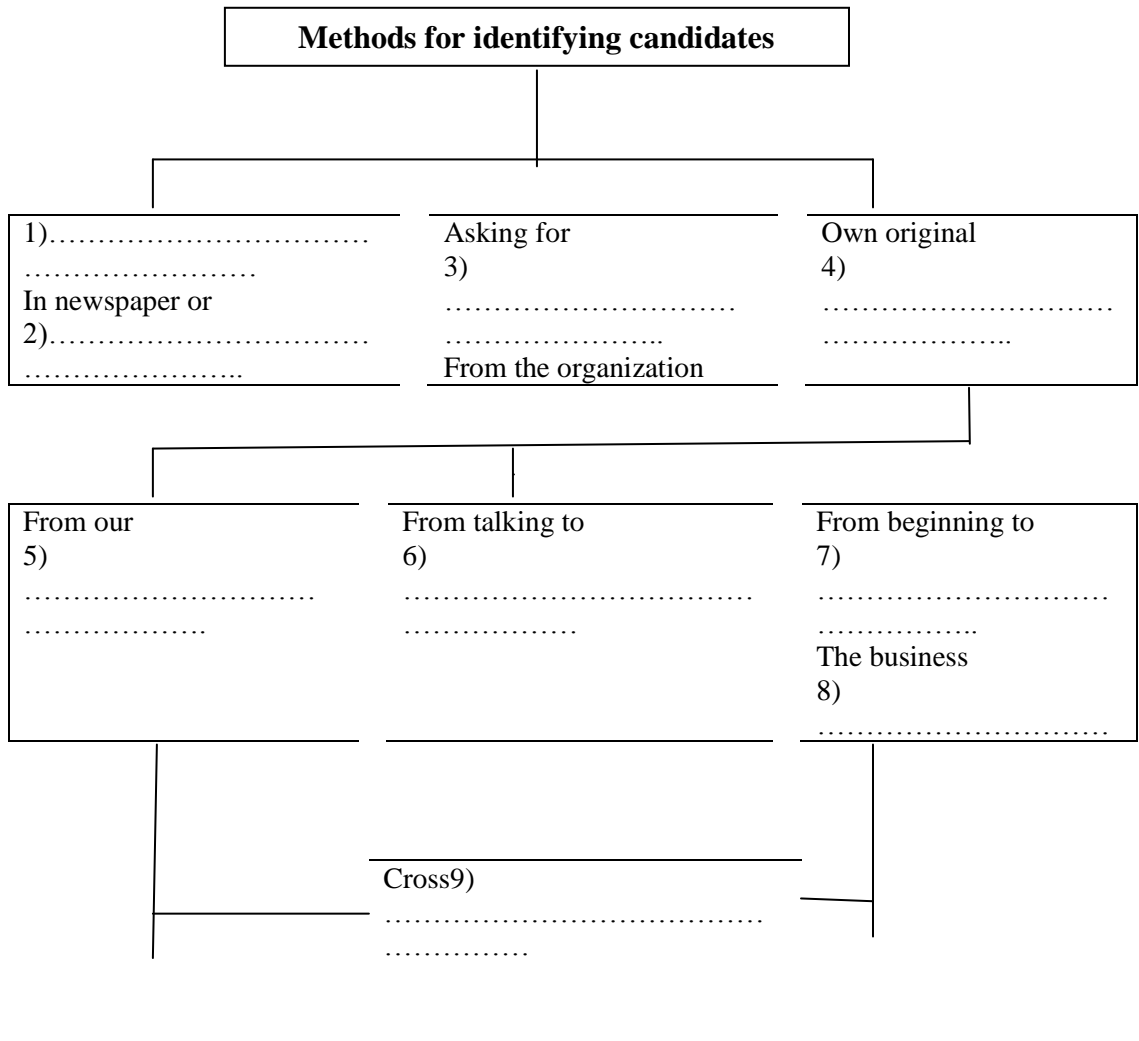 Methods for identifying candidates
1)……………………………
……………………
In newspaper or
2)……………………………
…………………..
Asking for
3)
…………………………
…………………..
From the organization
Own original
4)
…………………………
………………..
From our
5)
…………………………
……………….
From talking to
6)
………………………………
………………
From beginning to
7)
…………………………
……………..
The business
8)
…………………………
Cross9)
…………………………………
……………